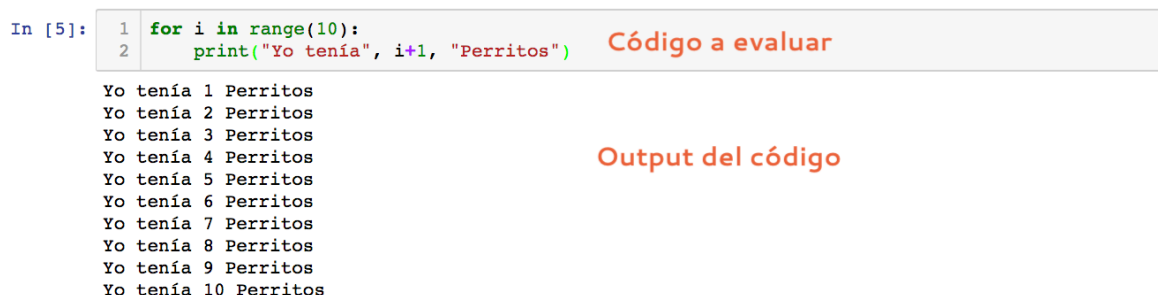 In [5]:
1 for i in range(10):
2 print("Yo tenía", i+1, "Perritos")
Código a evaluar
Yo tenía 1 Perritos
Yo tenía 2 Perritos
Yo tenía 3 Perritos
Yo tenía 4 Perritos
Yo tenía 5 Perritos
Yo tenía 6 Perritos
Yo tenía 7 Perritos
Yo tenía 8 Perritos
Yo tenía 9 Perritos
Yo tenía 10 Perritos
Output del código